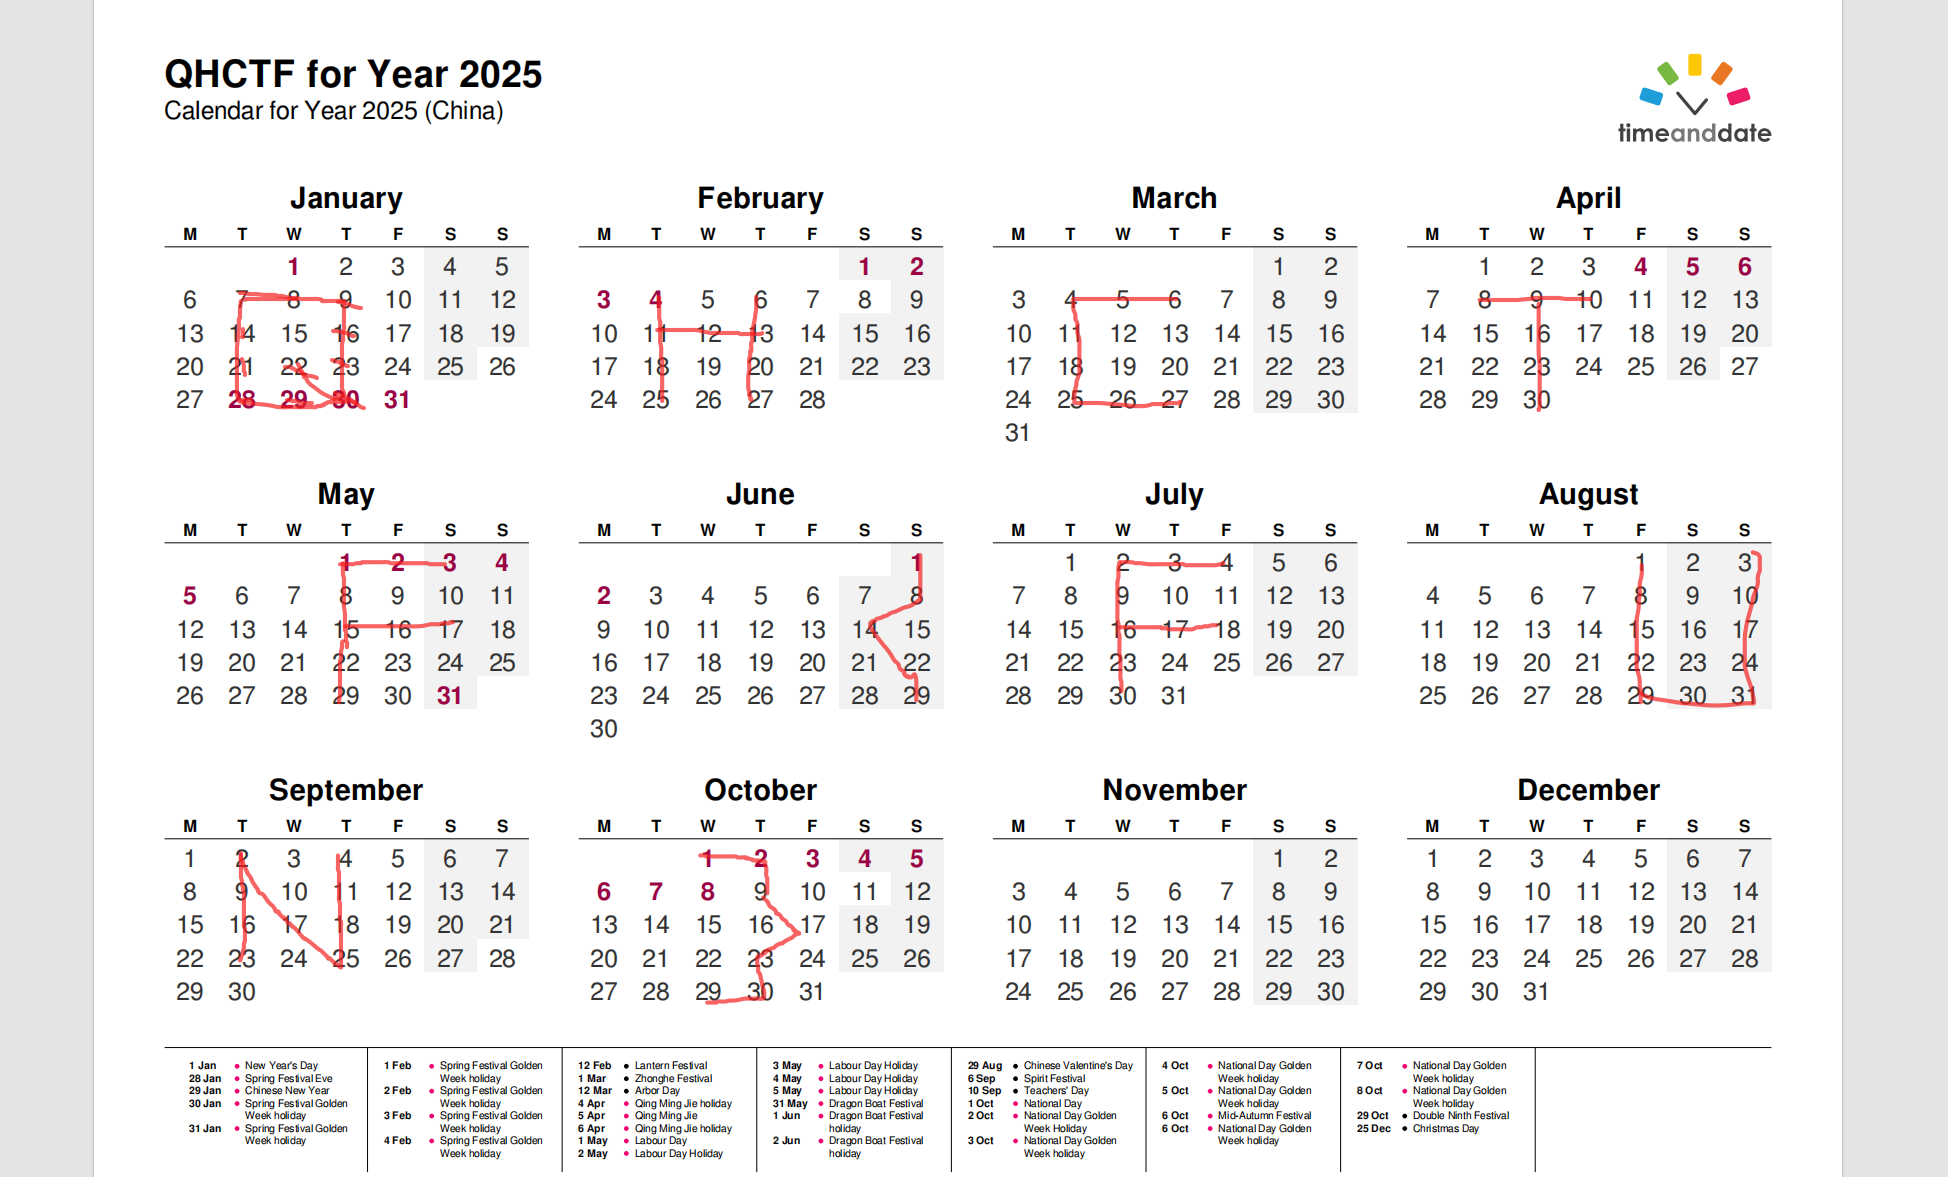 QHCTF for Year 2025
Calendar for Year 2025 (China)
timeanddate
January February March April
M T W T F S S M T W T F S S M T W T F S S M T W T F S S
1 2 3 4 5 1 2 1 2 1 2 3 4 5 6
6 7 8 9 10 11 12 3 4 5 6 7 8 9 3 4 5 6 7 8 9 7 8 9 10 11 12 13
13 14 15 16 17 18 19 10 11 12 13 14 15 16 10 11 12 13 14 15 16 14 15 16 17 18 19 20
20 21 22 23 24 25 26 17 18 19 20 21 22 23 17 18 19 20 21 22 23 21 22 23 24 25 26 27
27 28 29 30 31 24 25 26 27 28 24 25 26 27 28 29 30 28 29 30
31
May June July August
M T W T F S S M T W T F S S M T W T F S S M T W T F S S
1 2 3 4 1 1 2 3 4 5 6 1 2 3
5 6 7 8 9 10 11 2 3 4 5 6 7 8 7 8 9 10 11 12 13 4 5 6 7 8 9 10
12 13 14 15 16 17 18 9 10 11 12 13 14 15 14 15 16 17 18 19 20 11 12 13 14 15 16 17
19 20 21 22 23 24 25 16 17 18 19 20 21 22 21 22 23 24 25 26 27 18 19 20 21 22 23 24
26 27 28 29 30 31 23 24 25 26 27 28 29 28 29 30 31 25 26 27 28 29 30 31
30
September October November December
M T W T F S S M T W T F S S M T W T F S S M T W T F S S
1 2 3 4 5 6 7 1 2 3 4 5 1 2 1 2 3 4 5 6 7
8 9 10 11 12 13 14 6 7 8 9 10 11 12 3 4 5 6 7 8 9 8 9 10 11 12 13 14
15 16 17 18 19 20 21 13 14 15 16 17 18 19 10 11 12 13 14 15 16 15 16 17 18 19 20 21
22 23 24 25 26 27 28 20 21 22 23 24 25 26 17 18 19 20 21 22 23 22 23 24 25 26 27 28
29 30 27 28 29 30 31 24 25 26 27 28 29 30 29 30 31
1 Jan • New Year's Day
28 Jan • Spring Festival Eve
29 Jan • Chinese New Year
30 Jan • Spring Festival Golden
Week holiday
31 Jan • Spring Festival Golden
Week holiday
1 Feb • Spring Festival Golden
Week holiday
2 Feb • Spring Festival Golden
Week holiday
3 Feb • Spring Festival Golden
Week holiday
4 Feb • Spring Festival Golden
Week holiday
12 Feb • Lantern Festival
1 Mar • Zhonghe Festival
12 Mar • Arbor Day
4 Apr • Qing Ming Jie holiday
5 Apr • Qing Ming Jie
6 Apr • Qing Ming Jie holiday
1 May • Labour Day
2 May • Labour Day Holiday
3 May • Labour Day Holiday
4 May • Labour Day Holiday
5 May • Labour Day Holiday
31 May • Dragon Boat Festival
1 Jun • Dragon Boat Festival
holiday
2 Jun • Dragon Boat Festival
holiday
29 Aug • Chinese Valentine's Day
6 Sep • Spirit Festival
10 Sep • Teachers' Day
1 Oct • National Day
2 Oct • National Day Golden
Week Holiday
3 Oct • National Day Golden
Week holiday
4 Oct • National Day Golden
Week holiday
5 Oct • National Day Golden
Week holiday
6 Oct • Mid-Autumn Festival
6 Oct • National Day Golden
Week holiday
7 Oct • National Day Golden
Week holiday
8 Oct • National Day Golden
Week holiday
29 Oct • Double Ninth Festival
25 Dec • Christmas Day